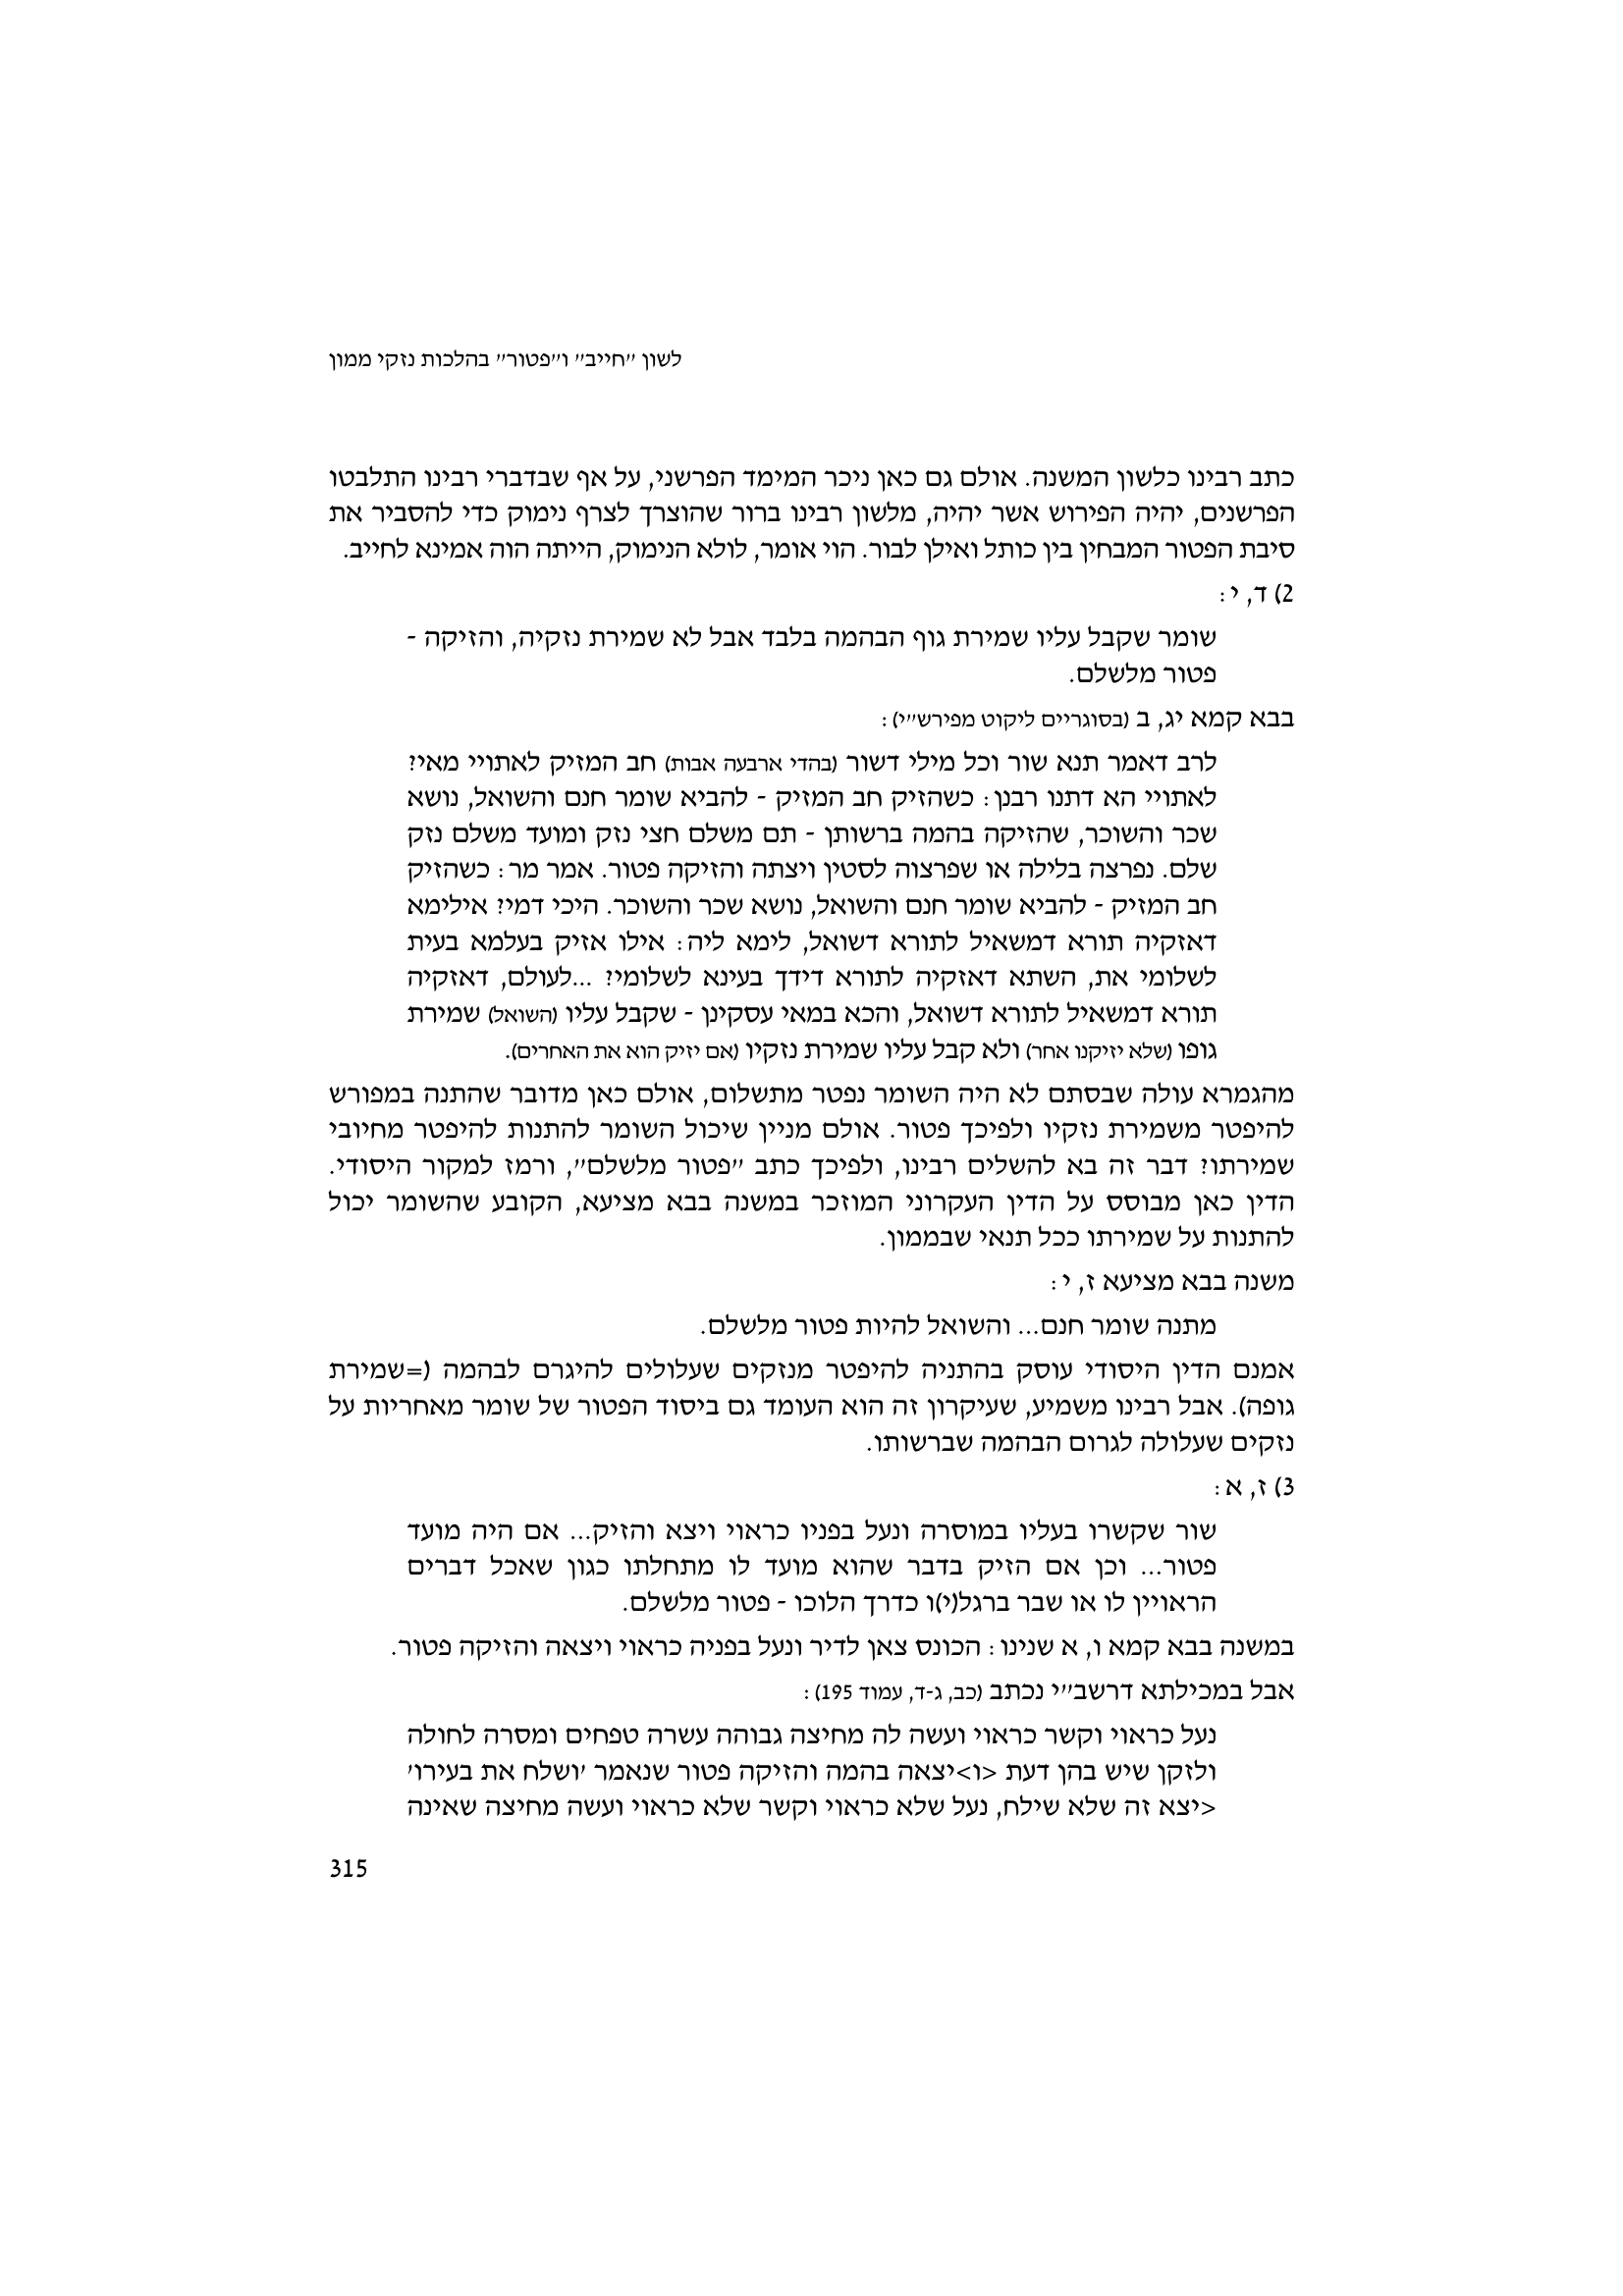 לשון "חייב" ו"פטור" בהלכות נזקי ממון
כתב רבינו כלשון המשנה. אולם גם כאן ניכר המימד הפרשני, על אף שבדברי רבינו התלבטו
הפרשנים, יהיה הפירוש אשר יהיה, מלשון רבינו ברור שהוצרך לצרף נימוק כדי להסביר את
סיבת הפטור המבחין בין כותל ואילן לבור. הוי אומר, לולא הנימוק, הייתה הוה אמינא לחייב.
2) ד, י:
שומר שקבל עליו שמירת גוף הבהמה בלבד אבל לא שמירת נזקיה, והזיקה -
פטור מלשלם.
בבא קמא יג, ב (בסוגריים ליקוט מפירש"י):
לרב דאמר תנא שור וכל מילי דשור (בהדי ארבעה אבות) חב המזיק לאתויי מאי?
לאתויי הא דתנו רבנן: כשהזיק חב המזיק - להביא שומר חנם והשואל, נושא
שכר והשוכר, שהזיקה בהמה ברשותן - תם משלם חצי נזק ומועד משלם נזק
שלם. נפרצה בלילה או שפרצוה לסטין ויצתה והזיקה פטור. אמר מר: כשהזיק
חב המזיק - להביא שומר חנם והשואל, נושא שכר והשוכר. היכי דמי? אילימא
דאזקיה תורא דמשאיל לתורא דשואל, לימא ליה: אילו אזיק בעלמא בעית
לשלומי את, השתא דאזקיה לתורא דידך בעינא לשלומי? ...לעולם, דאזקיה
תורא דמשאיל לתורא דשואל, והכא במאי עסקינן - שקבל עליו (השואל) שמירת
גופו (שלא יזיקנו אחר) ולא קבל עליו שמירת נזקיו (אם יזיק הוא את האחרים).
מהגמרא עולה שבסתם לא היה השומר נפטר מתשלום, אולם כאן מדובר שהתנה במפורש
להיפטר משמירת נזקיו ולפיכך פטור. אולם מניין שיכול השומר להתנות להיפטר מחיובי
שמירתו? דבר זה בא להשלים רבינו, ולפיכך כתב "פטור מלשלם", ורמז למקור היסודי.
הדין כאן מבוסס על הדין העקרוני המוזכר במשנה בבא מציעא, הקובע שהשומר יכול
להתנות על שמירתו ככל תנאי שבממון.
משנה בבא מציעא ז, י:
מתנה שומר חנם... והשואל להיות פטור מלשלם.
אמנם הדין היסודי עוסק בהתניה להיפטר מנזקים שעלולים להיגרם לבהמה (=שמירת
גופה). אבל רבינו משמיע, שעיקרון זה הוא העומד גם ביסוד הפטור של שומר מאחריות על
נזקים שעלולה לגרום הבהמה שברשותו.
3) ז, א:
שור שקשרו בעליו במוסרה ונעל בפניו כראוי ויצא והזיק... אם היה מועד
פטור... וכן אם הזיק בדבר שהוא מועד לו מתחלתו כגון שאכל דברים
הראויין לו או שבר ברגל(י)ו כדרך הלוכו - פטור מלשלם.
במשנה בבא קמא ו, א שנינו: הכונס צאן לדיר ונעל בפניה כראוי ויצאה והזיקה פטור.
אבל במכילתא דרשב"י נכתב (כב, ג-ד, עמוד 195):
נעל כראוי וקשר כראוי ועשה לה מחיצה גבוהה עשרה טפחים ומסרה לחולה
ולזקן שיש בהן דעת <ו>יצאה בהמה והזיקה פטור שנאמר 'ושלח את בעירו'
<יצא זה שלא שילח, נעל שלא כראוי וקשר שלא כראוי ועשה מחיצה שאינה
315